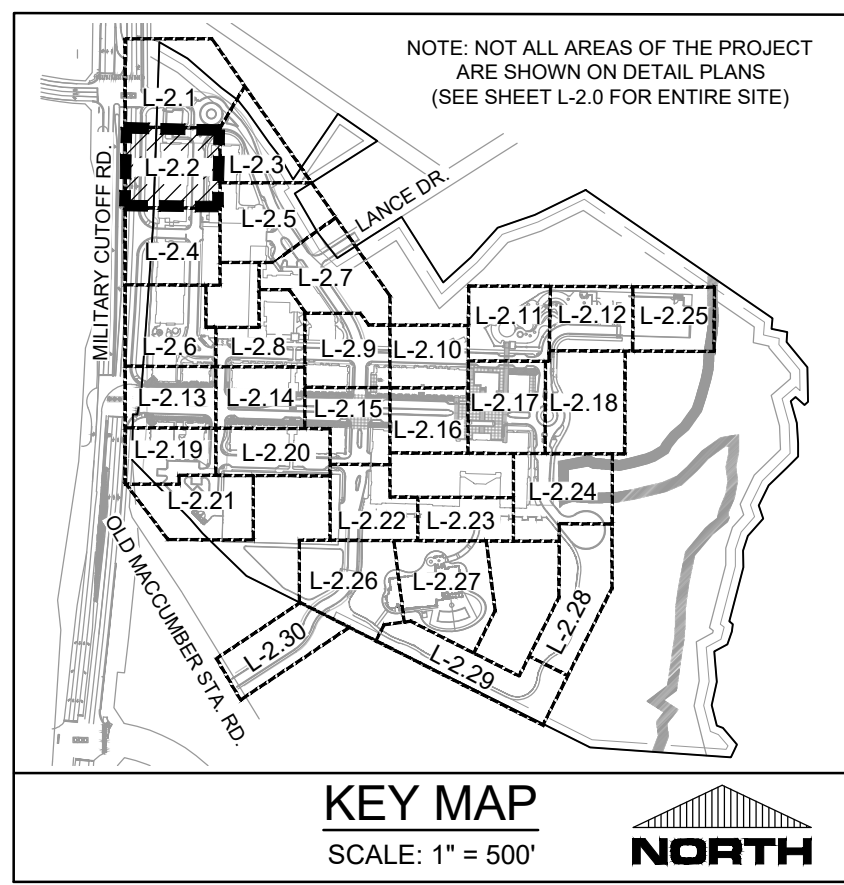 NOTE: NOT ALL AREAS OF THE PROJECT
ARE SHOWN ON DETAIL PLANS
(SEE SHEET L-2.0 FOR ENTIRE SITE)
MILITARY CUTOFF RD.
LANCE DR.
OLD MACCUMBER STA. RD.
L-2.1
L-2.2
L-2.3
L-2.4
L-2.5
L-2.7
L-2.6
L-2.8
L-2.9
L-2.10
L-2.11
L-2.12
L-2.25
L-2.13
L-2.14
L-2.15
L-2.16
L-2.17
L-2.18
L-2.19
L-2.20
L-2.21
L-2.22
L-2.23
L-2.24
L-2.26
L-2.27
L-2.28
L-2.29
L-2.30
KEY MAP
SCALE: 1" = 500'
NORTH